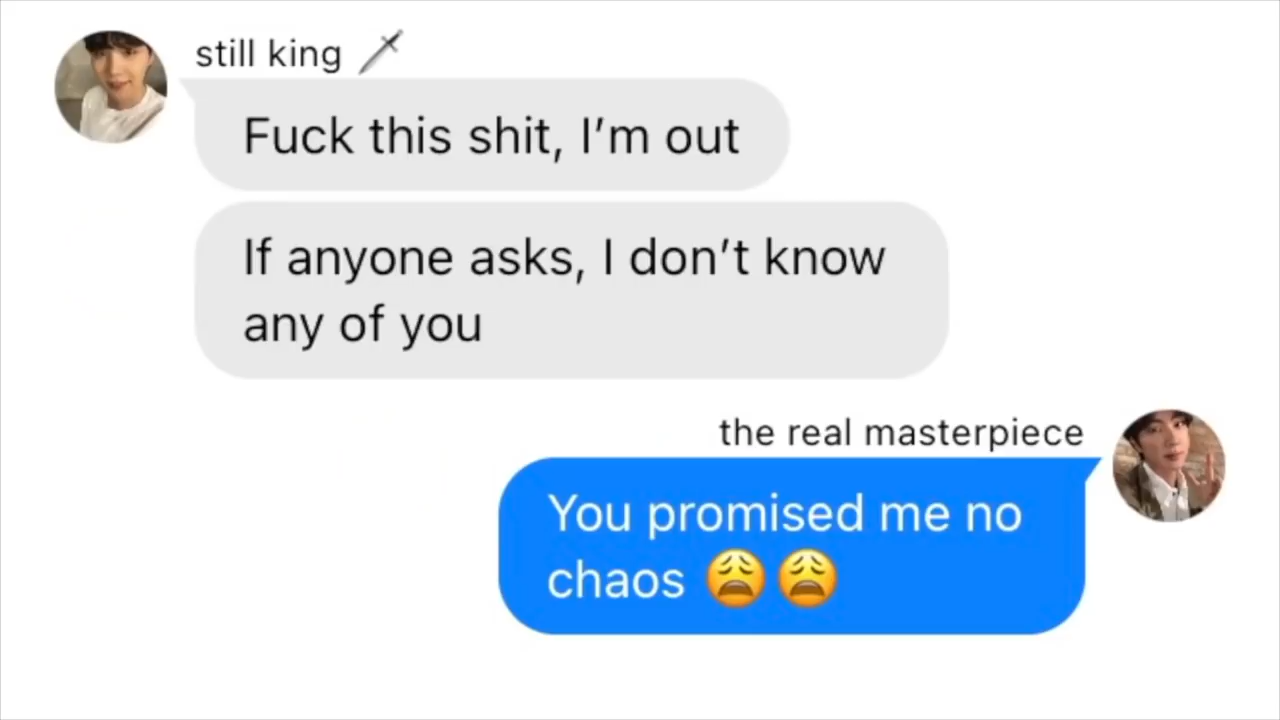 still king 🗡
Fuck this shit, I’m out
If anyone asks, I don’t know
any of you
the real masterpiece
You promised me no
chaos 😩😩